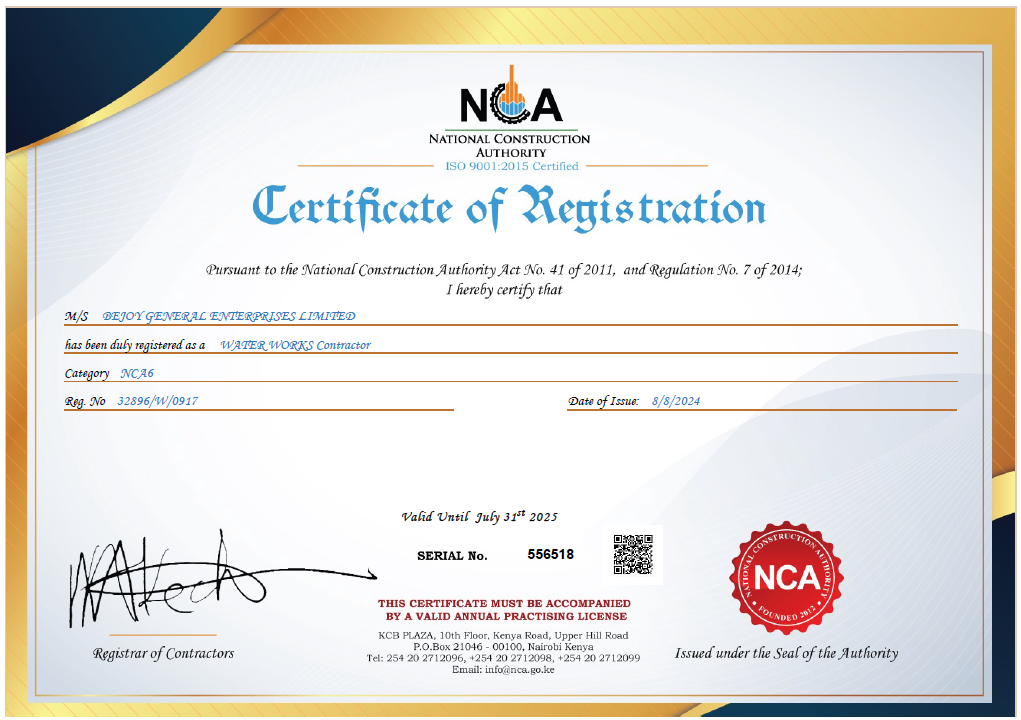 NCA
NATIONAL CONSTRUCTION
AUTHORITY
ISO 9001:2015 Certified
Certificate of Registration
Pursuant to the National Construction Authority Act No. 41 of 2011, and Regulation No. 7 of 2014;
I hereby certify that
M/S BEJOY GENERAL ENTERPRISES LIMITED
has been duly registered as a WATER WORKS Contractor
Category NCA6
Reg. No 32896/W/0917 Date of Issue: 8/8/2024
Valid Until July 31st 2025
SERIAL No. 556518
NATIONAL CONSTRUCTION AUTHORITY
NCA
FOUNDED 2012
THIS CERTIFICATE MUST BE ACCOMPANIED
BY A VALID ANNUAL PRACTISING LICENSE
KCB PLAZA, 10th Floor, Kenya Road, Upper Hill Road
P.O.Box 21046 - 00100, Nairobi Kenya
Tel: 254 20 2712096, +254 20 2712098, +254 20 2712099
Email: info@nca.go.ke
Registrar of Contractors
Issued under the Seal of the Authority